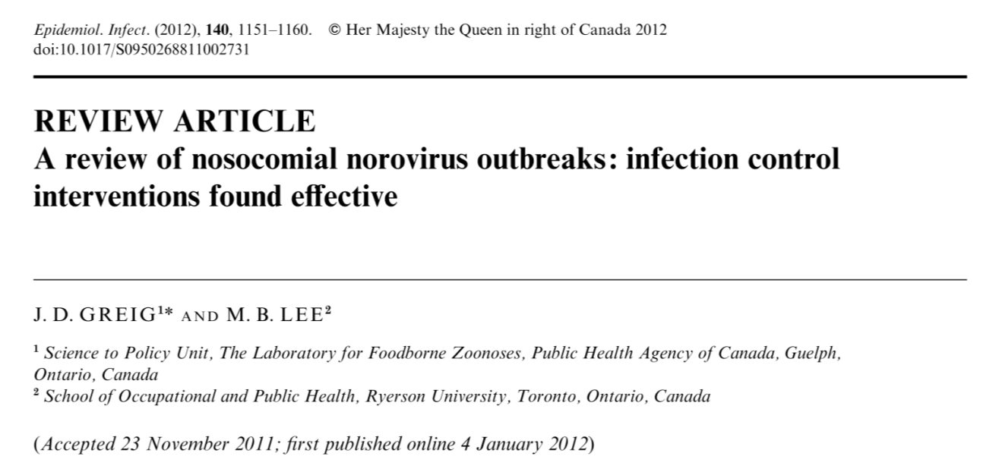 Epidemiol. Infect. (2012), 140, 1151–1160. © Her Majesty the Queen in right of Canada 2012
doi:10.1017/S0950268811002731
REVIEW ARTICLE
A review of nosocomial norovirus outbreaks: infection control
interventions found effective
J. D. GREIG¹* AND M. B. LEE²
¹ Science to Policy Unit, The Laboratory for Foodborne Zoonoses, Public Health Agency of Canada, Guelph,
Ontario, Canada
² School of Occupational and Public Health, Ryerson University, Toronto, Ontario, Canada
(Accepted 23 November 2011; first published online 4 January 2012)